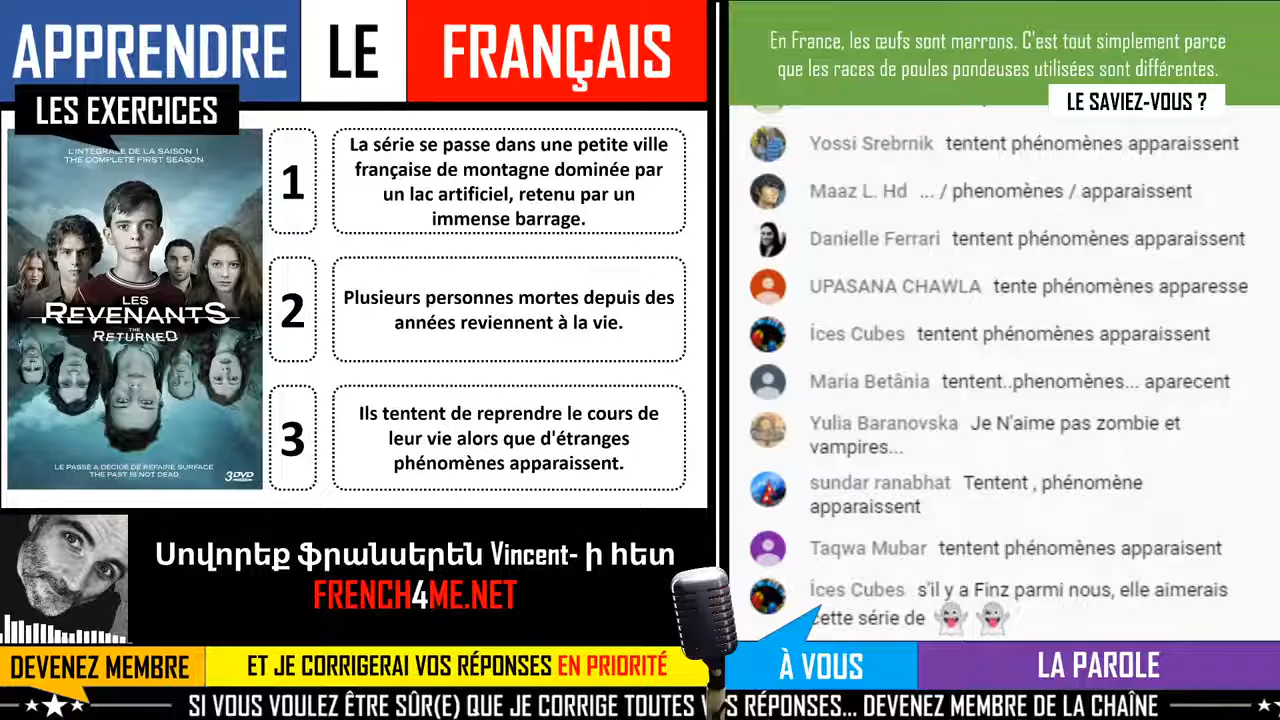 APPRENDRE LE FRANÇAIS
LES EXERCICES
L'INTÉGRALE DE LA SAISON 1
THE COMPLETE FIRST SEASON
LES
REVENANTS
THE
RETURNED
LE PASSÉ A DÉCIDÉ DE REFAIRE SURFACE
THE PAST IS NOT DEAD
3 DVD
1
La série se passe dans une petite ville
française de montagne dominée par
un lac artificiel, retenu par un
immense barrage.
2
Plusieurs personnes mortes depuis des
années reviennent à la vie.
3
Ils tentent de reprendre le cours de
leur vie alors que d'étranges
phénomènes apparaissent.
Սովորեք ֆրանսերեն Vincent- ի հետ
FRENCH4ME.NET
DEVENEZ MEMBRE
ET JE CORRIGERAI VOS RÉPONSES EN PRIORITÉ
En France, les œufs sont marrons. C'est tout simplement parce
que les races de poules pondeuses utilisées sont différentes.
LE SAVIEZ-VOUS ?
Yossi Srebrnik tentent phénomènes apparaissent
Maaz L. Hd ... / phenomènes / apparaissent
Danielle Ferrari tentent phénomènes apparaissent
UPASANA CHAWLA tente phénomènes apparesse
İces Cubes tentent phénomènes apparaissent
Maria Betânia tentent..phenomènes... aparecent
Yulia Baranovska Je N'aime pas zombie et
vampires...
sundar ranabhat Tentent , phénomène
apparaissent
Taqwa Mubar tentent phénomènes apparaisent
İces Cubes s'il y a Finz parmi nous, elle aimerais
cette série de 👻 👻
À VOUS
LA PAROLE
SI VOUS VOULEZ ÊTRE SÛR(E) QUE JE CORRIGE TOUTES VOS RÉPONSES... DEVENEZ MEMBRE DE LA CHAÎNE